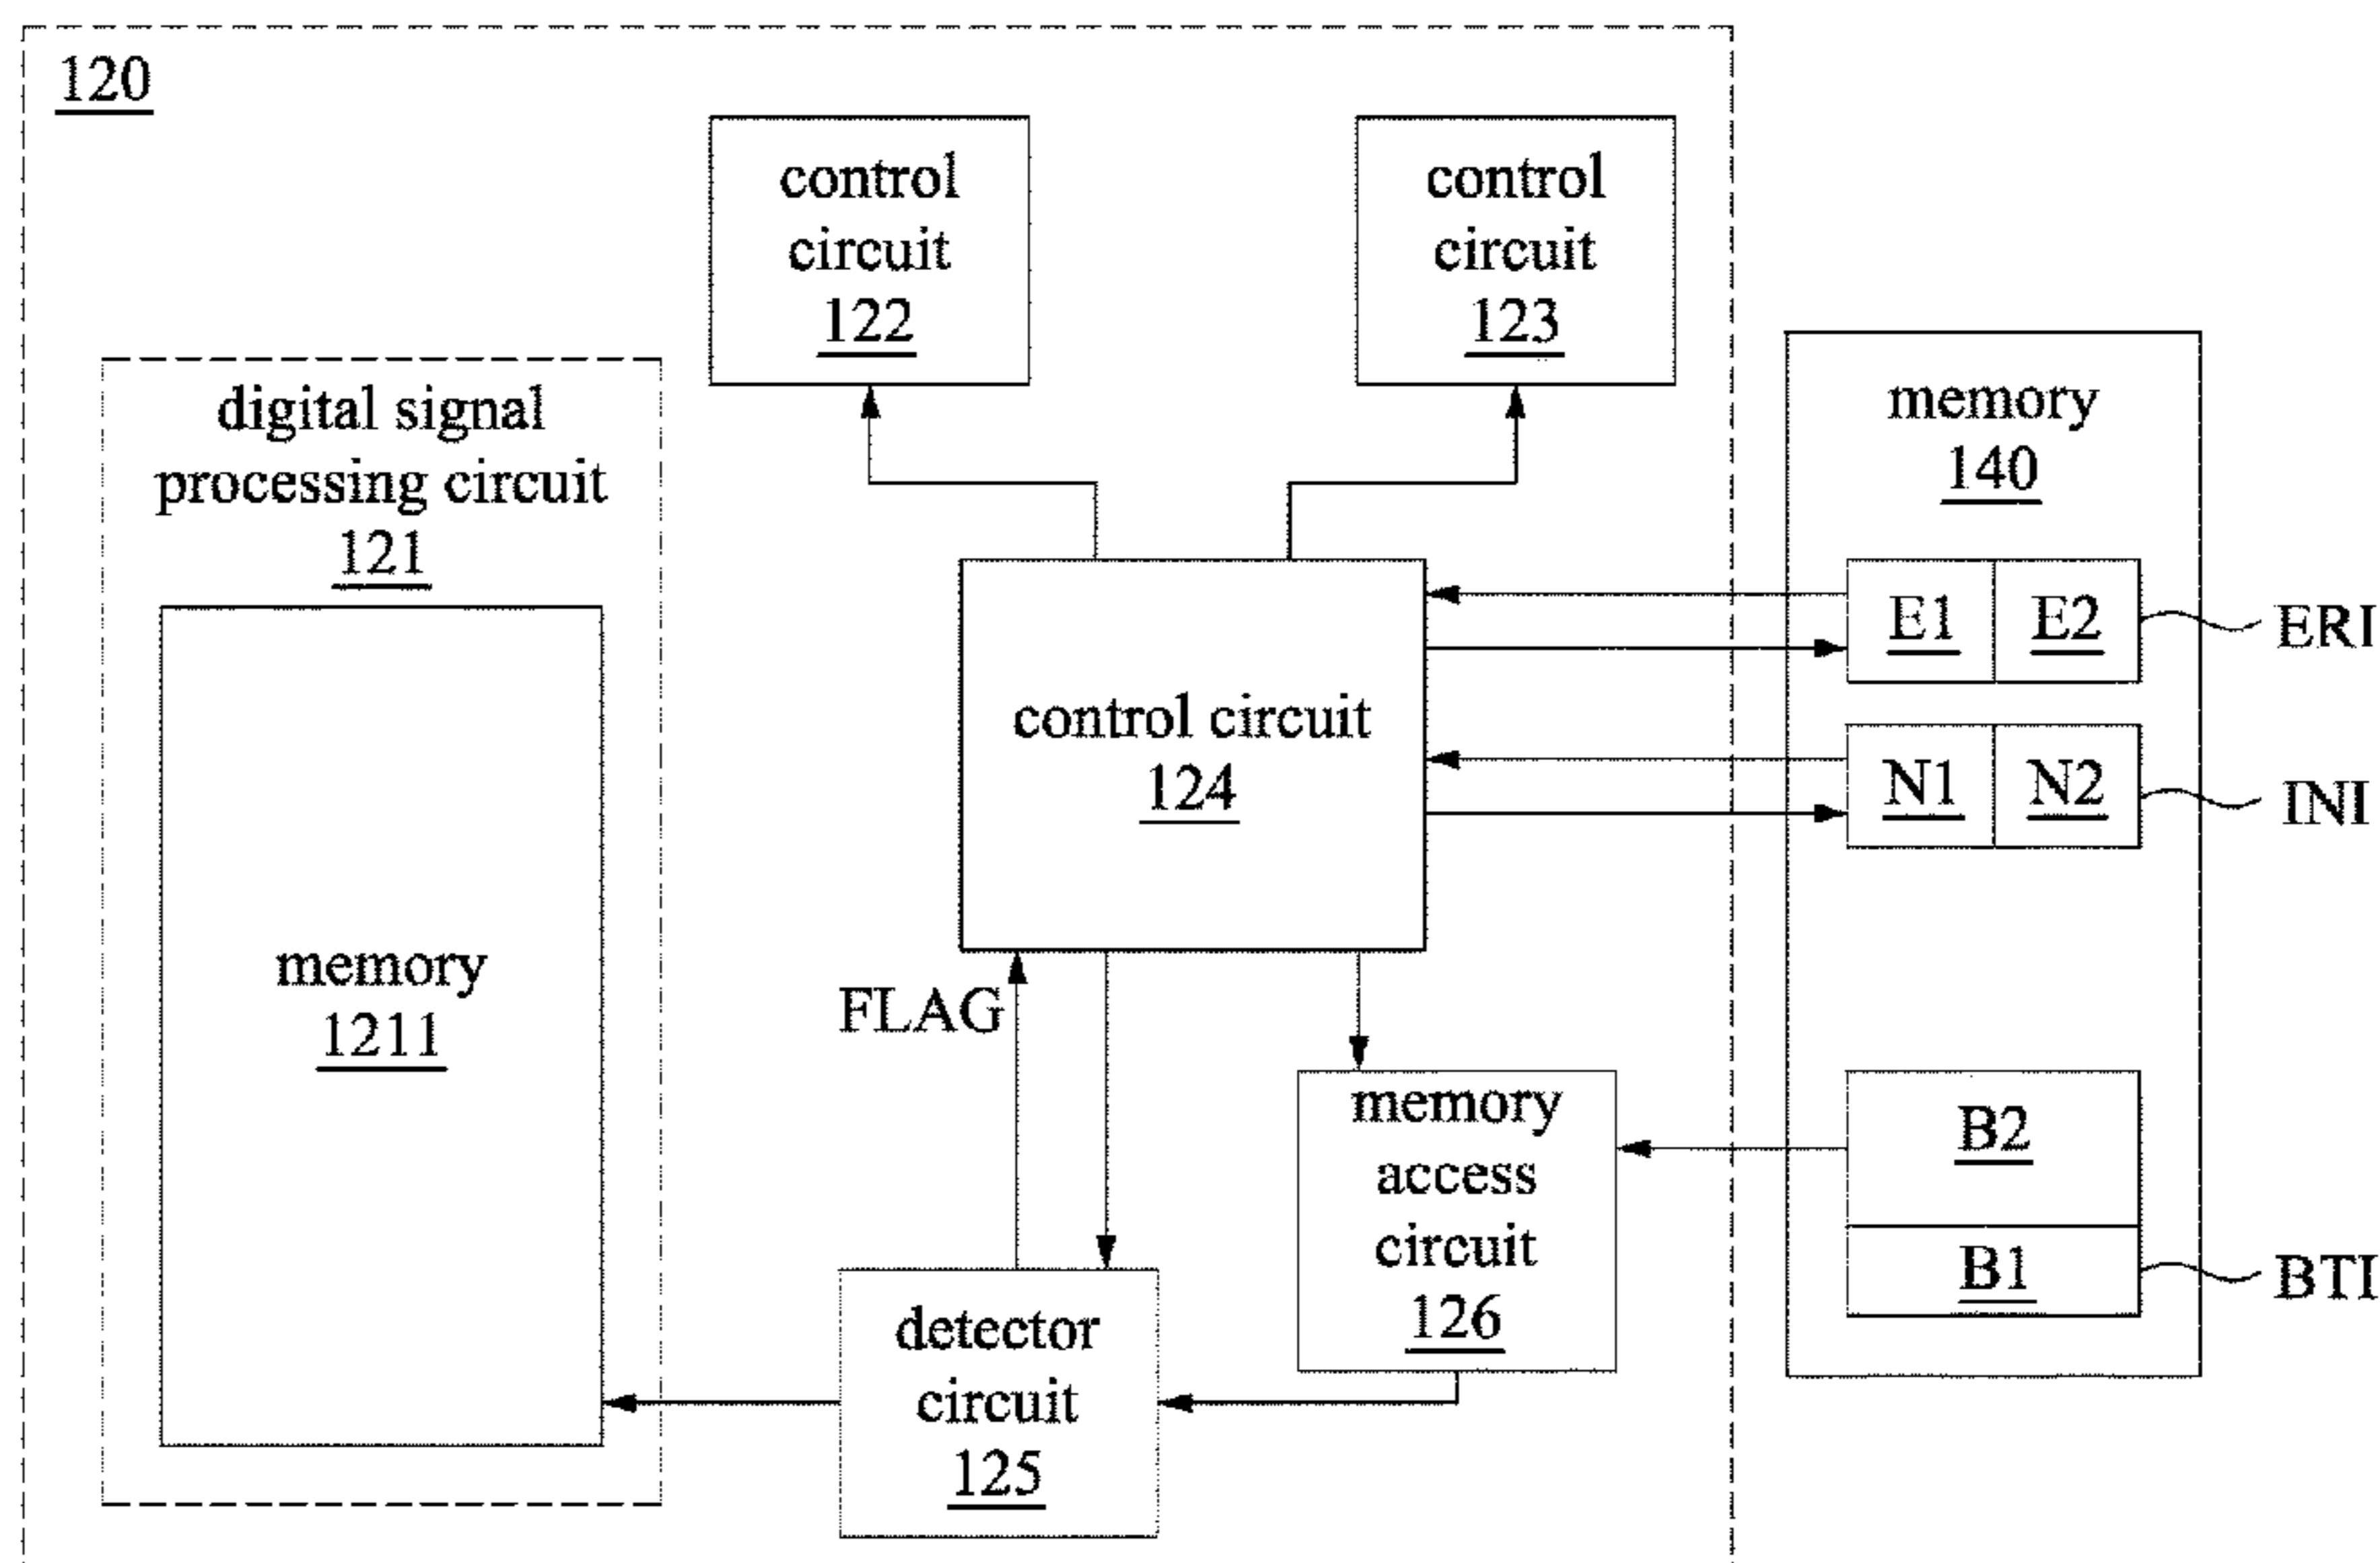 120
control
circuit
122
control
circuit
123
digital signal
processing circuit
121
memory
1211
control circuit
124
FLAG
detector
circuit
125
memory
access
circuit
126
memory
140
E1 E2
ERI
N1 N2
INI
B2
B1
BTI